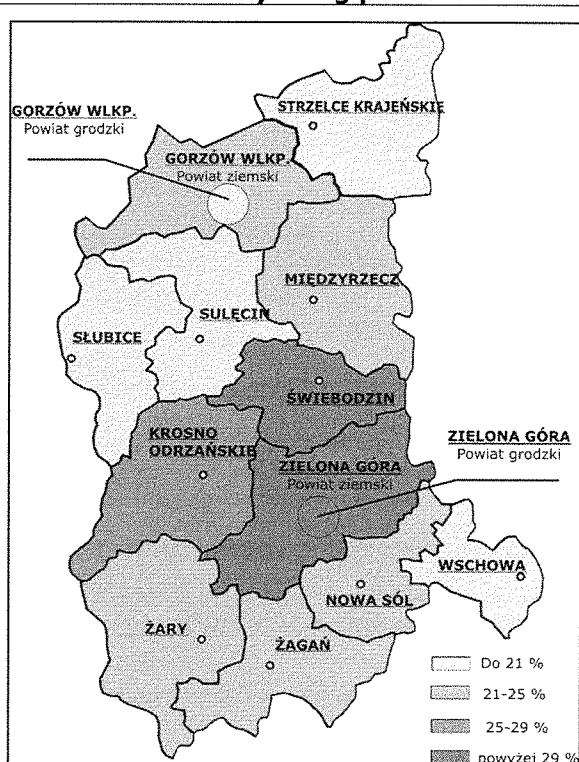 STRZELCE KRAJEŃSKIE
GORZÓW WLKP.
Powiat grodzki
GORZÓW WLKP.
Powiat ziemski
MIĘDZYRZECZ
SULĘCIN
SŁUBICE
ŚWIEBODZIN
KROSNO
ODRZAŃSKIE
ZIELONA GÓRA
Powiat grodzki
ZIELONA GÓRA
Powiat ziemski
WSCHOWA
NOWA SÓL
ŻARY
ŻAGAŃ
Do 21 %
21-25 %
25-29 %
powyżej 29 %